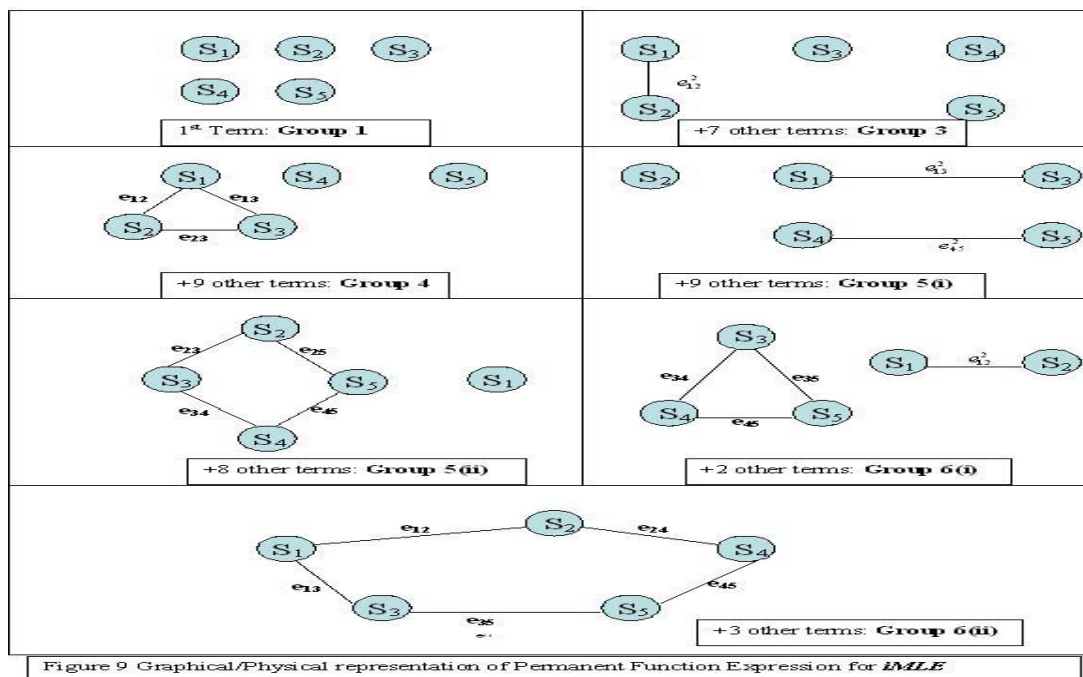 S1 S2 S3
S4 S5
1st Term: Group 1
S1 S3 S4
e²12
S2 S5
+7 other terms: Group 3
S1 S4 S5
e12 e13
S2 S3
e23
+9 other terms: Group 4
S2 S1 e²13 S3
S4 S5
e²45
+9 other terms: Group 5(i)
S2
e23 e25
S3 S5 S1
e34 e45
S4
+8 other terms: Group 5(ii)
S3
S1 e²12 S2
e34 e35
S4 S5
e45
+2 other terms: Group 6(i)
e12 S2 e24
S1 S4
e13 e45
S3 S5
e35
+3 other terms: Group 6(ii)
Figure 9 Graphical/Physical representation of Permanent Function Expression for iMLE